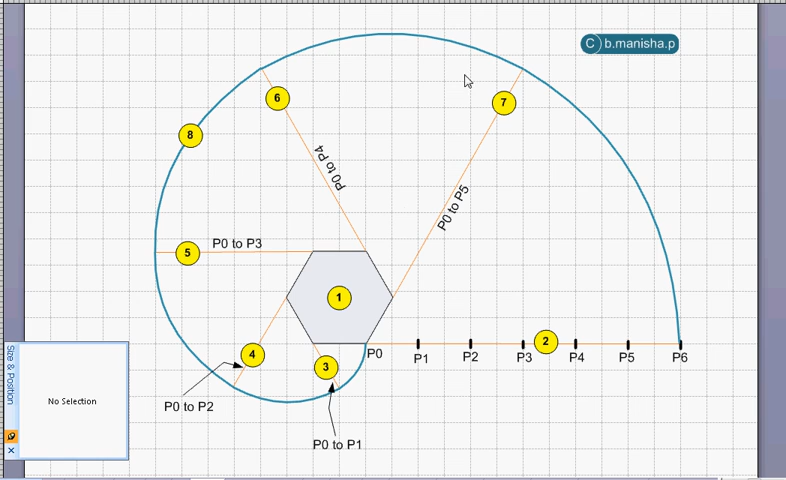 C b.manisha.p
6
7
8
P0 to P4
P0 to P5
P0 to P3
5
1
P0
2
P1
P2
P3
P4
P5
P6
4
3
P0 to P2
P0 to P1
Size & Position
No Selection
X